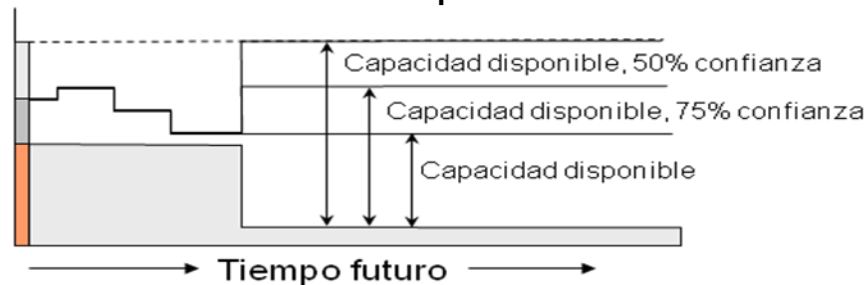 Capacidad disponible, 50% confianza
Capacidad disponible, 75% confianza
Capacidad disponible
Tiempo futuro